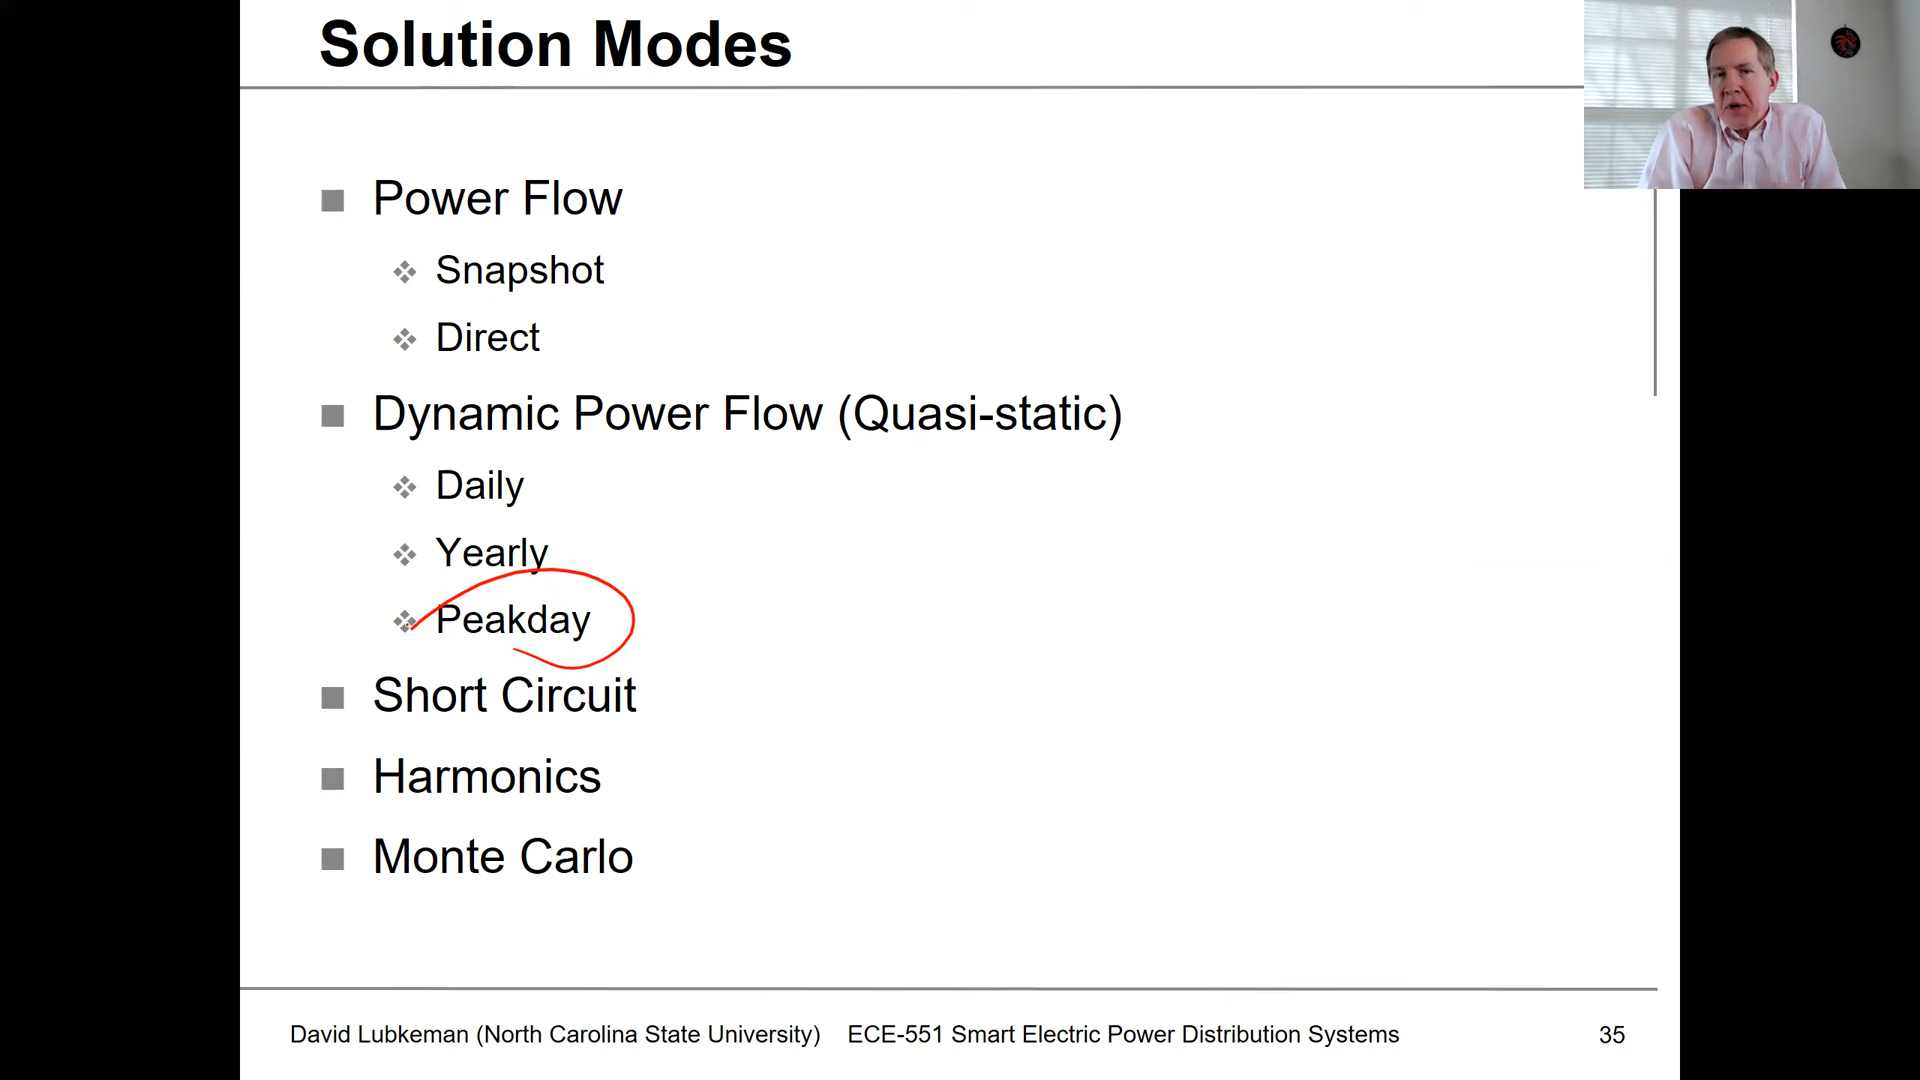 Solution Modes
Power Flow
Snapshot
Direct
Dynamic Power Flow (Quasi-static)
Daily
Yearly
Peakday
Short Circuit
Harmonics
Monte Carlo
David Lubkeman (North Carolina State University) ECE-551 Smart Electric Power Distribution Systems 35